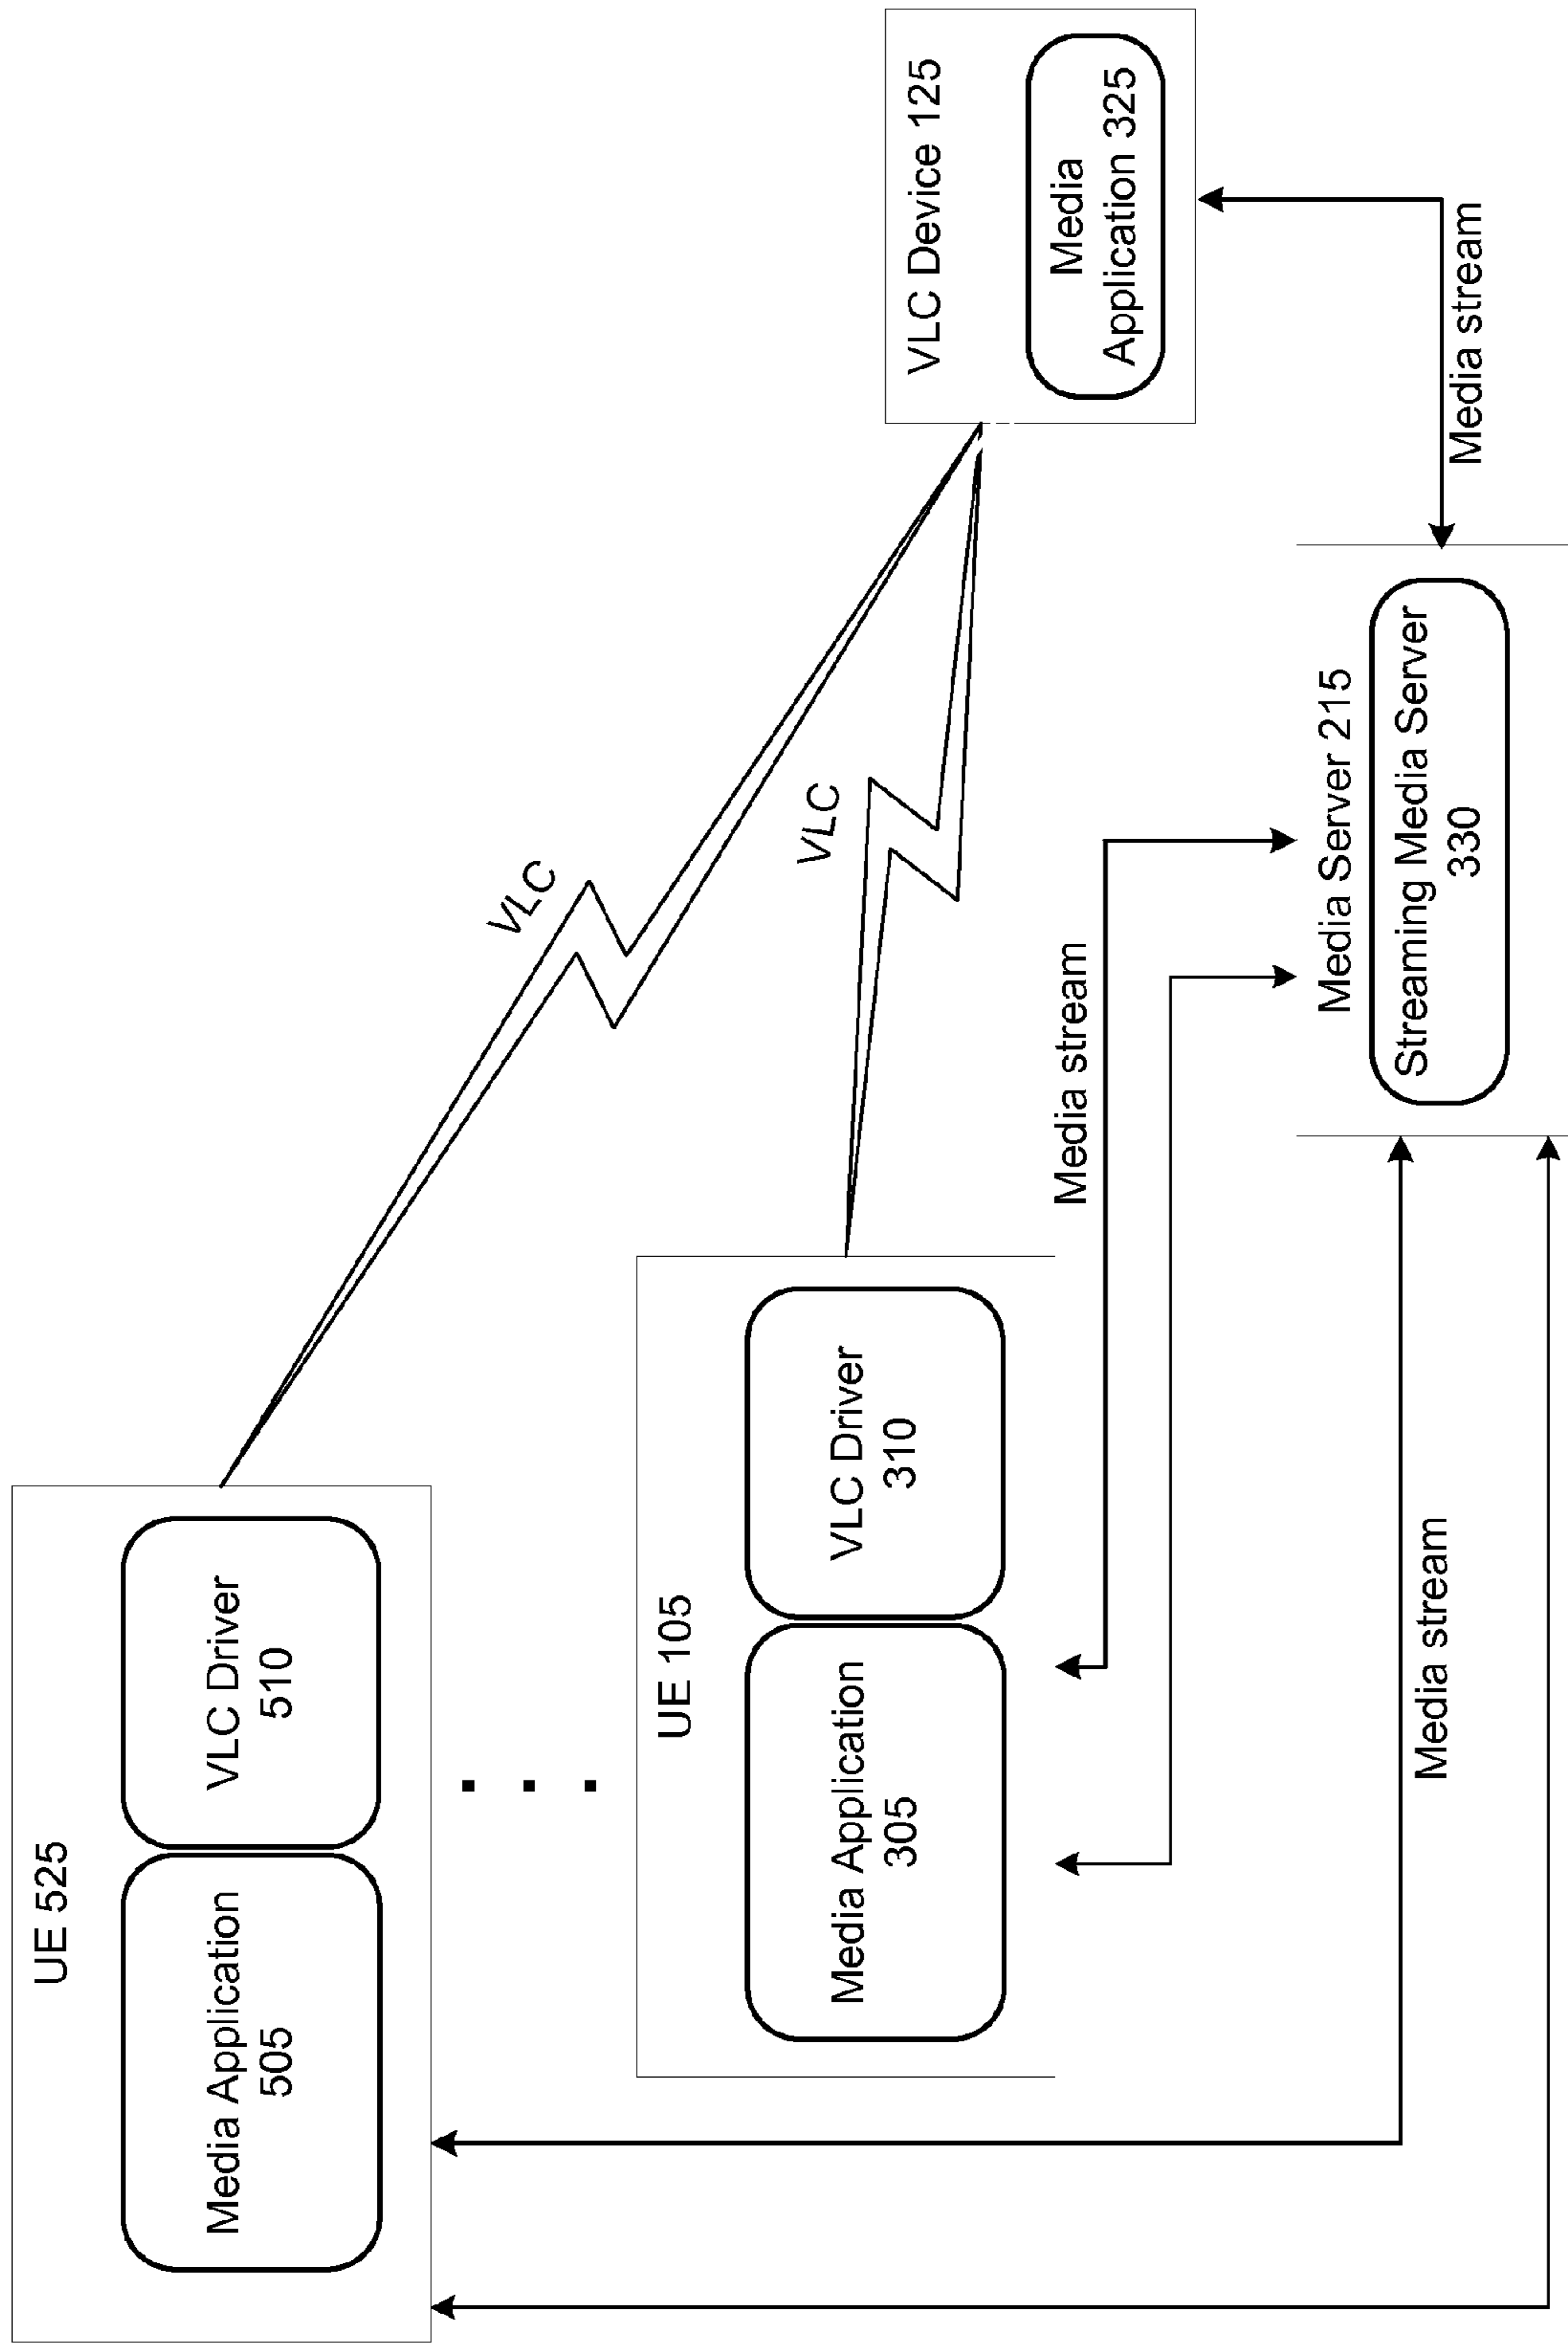 UE 525
Media Application
505
VLC Driver
510
VLC
UE 105
Media Application
305
VLC Driver
310
VLC
VLC Device 125
Media
Application 325
Media stream
Media stream
Media Server 215
Streaming Media Server
330
Media stream